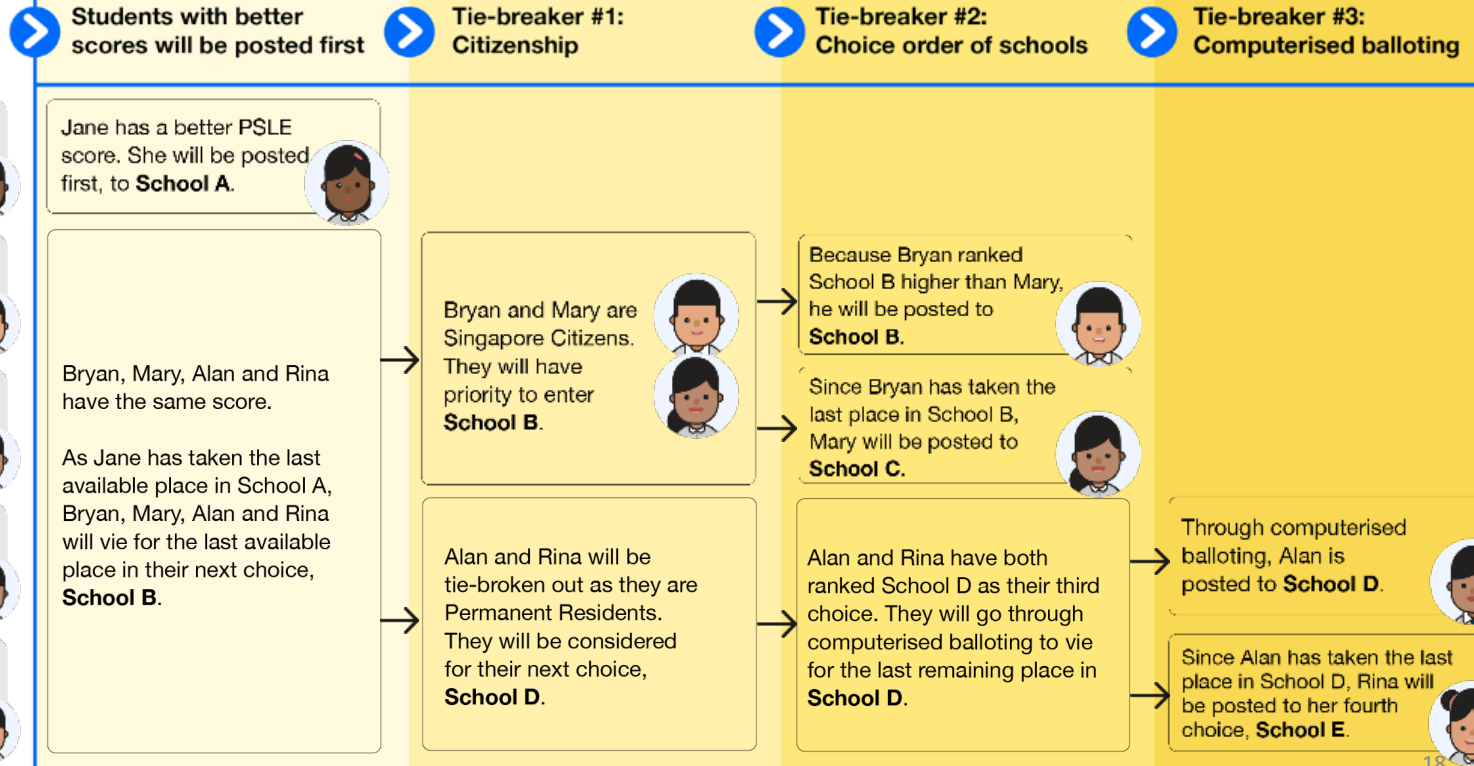 Students with better
scores will be posted first
Tie-breaker #1:
Citizenship
Tie-breaker #2:
Choice order of schools
Tie-breaker #3:
Computerised balloting
Jane has a better PSLE
score. She will be posted
first, to School A.
Bryan, Mary, Alan and Rina
have the same score.
As Jane has taken the last
available place in School A,
Bryan, Mary, Alan and Rina
will vie for the last available
place in their next choice,
School B.
Bryan and Mary are
Singapore Citizens.
They will have
priority to enter
School B.
Alan and Rina will be
tie-broken out as they are
Permanent Residents.
They will be considered
for their next choice,
School D.
Because Bryan ranked
School B higher than Mary,
he will be posted to
School B.
Since Bryan has taken the
last place in School B,
Mary will be posted to
School C.
Alan and Rina have both
ranked School D as their third
choice. They will go through
computerised balloting to vie
for the last remaining place in
School D.
Through computerised
balloting, Alan is
posted to School D.
Since Alan has taken the last
place in School D, Rina will
be posted to her fourth
choice, School E.
18